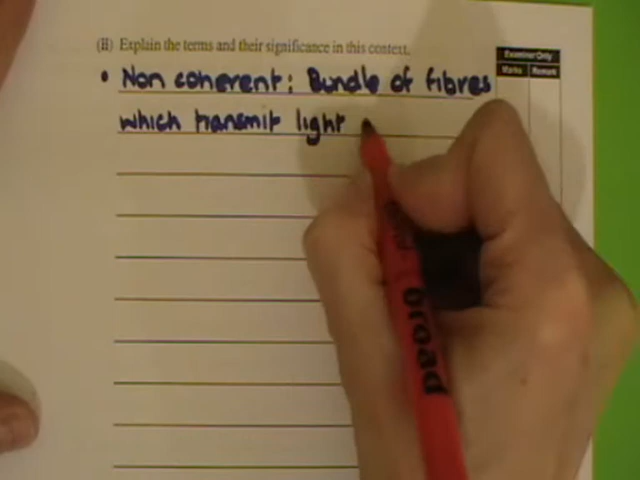 (ii) Explain the terms and their significance in this context.
Examiner Only
Marks Remark
• Non coherent: Bundle of fibres
which transmit light
broad